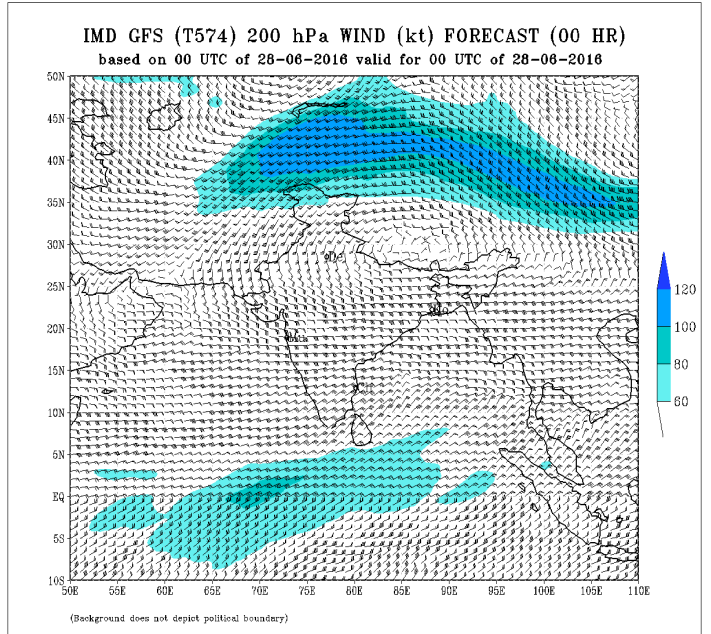 IMD GFS (T574) 200 hPa WIND (kt) FORECAST (00 HR)
based on 00 UTC of 28-06-2016 valid for 00 UTC of 28-06-2016
50N
45N
40N
35N
30N
25N
20N
15N
10N
5N
EQ
5S
10S
50E 55E 60E 65E 70E 75E 80E 85E 90E 95E 100E 105E 110E
120
100
80
60
(Background does not depict political boundary)